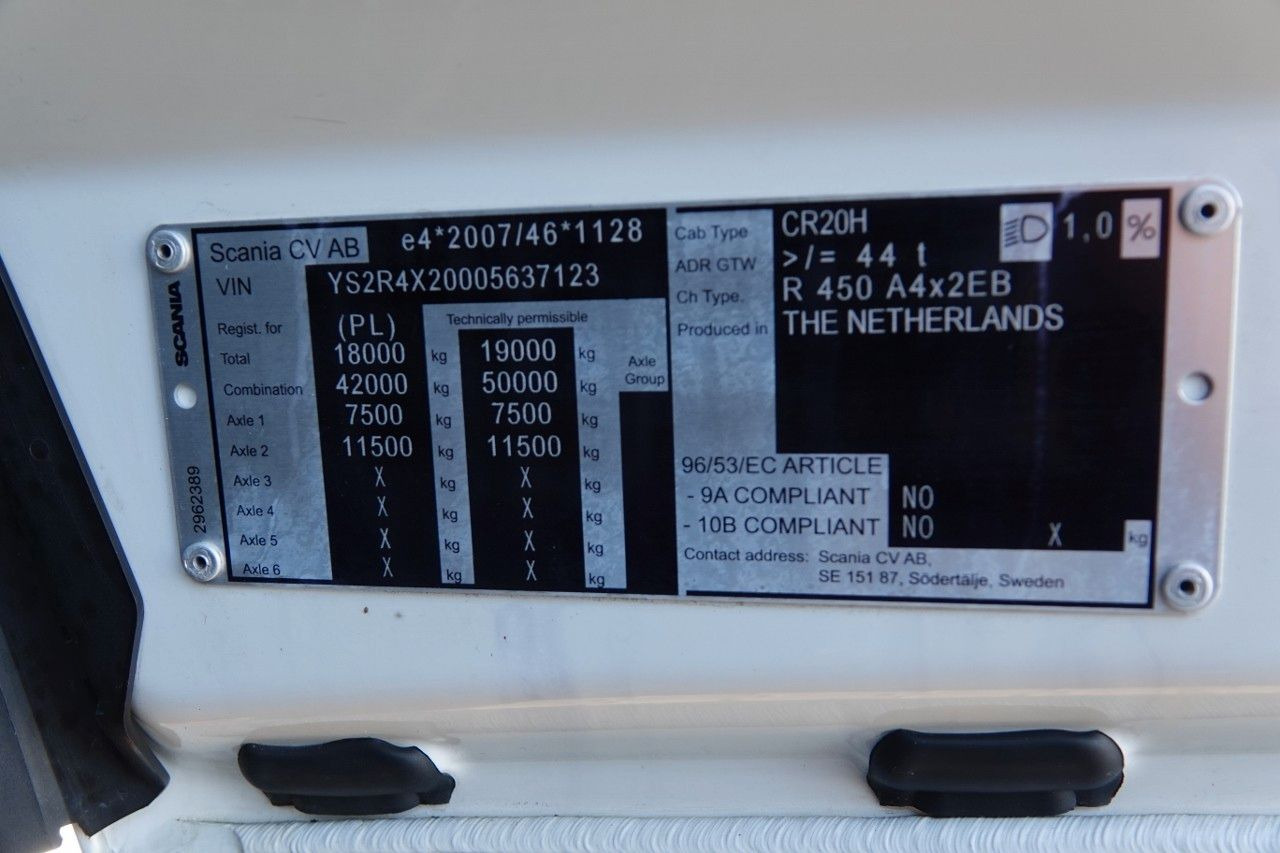 SCANIA
2962389
Scania CV AB e4*2007/46*1128
VIN YS2R4X20005637123
Regist. for (PL) Technically permissible
Total 18000 kg 19000 kg Axle Group
Combination 42000 kg 50000 kg
Axle 1 7500 kg 7500 kg
Axle 2 11500 kg 11500 kg
Axle 3 X kg X kg
Axle 4 X kg X kg
Axle 5 X kg X kg
Axle 6 X kg X kg
Cab Type CR20H 1,0 %
ADR GTW >/= 44 t
Ch Type. R 450 A4x2EB
Produced in THE NETHERLANDS
96/53/EC ARTICLE
- 9A COMPLIANT NO
- 10B COMPLIANT NO X kg
Contact address: Scania CV AB,
SE 151 87, Södertälje, Sweden